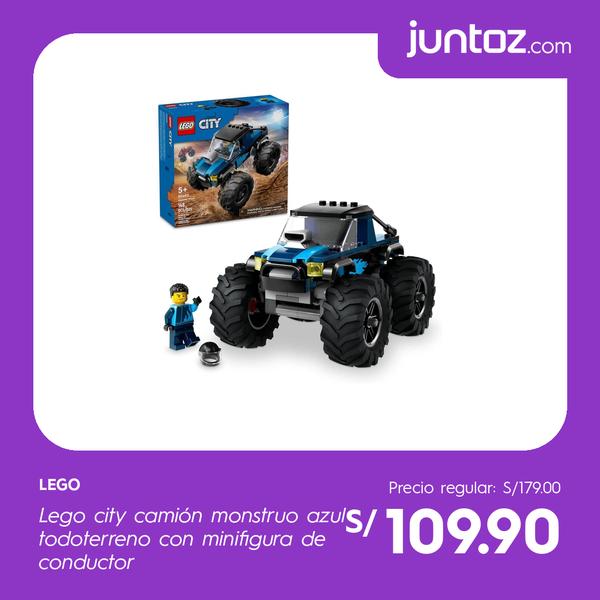 juntoz.com
LEGO CITY
5+
LEGO
Precio regular: S/179.00
Lego city camión monstruo azul
todoterreno con minifigura de
conductor
S/ 109.90